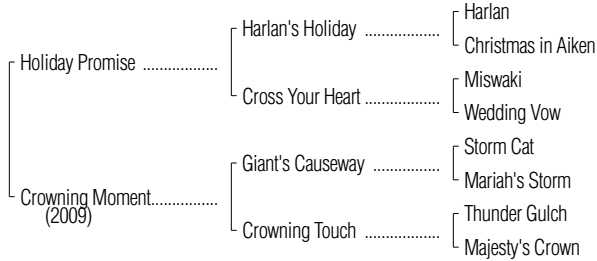 Harlan
Harlan's Holiday ..................
Christmas in Aiken
Holiday Promise ..................
Miswaki
Cross Your Heart ..................
Wedding Vow
Storm Cat
Giant's Causeway ................
Mariah's Storm
Crowning Moment................
(2009)
Thunder Gulch
Crowning Touch ..................
Majesty's Crown